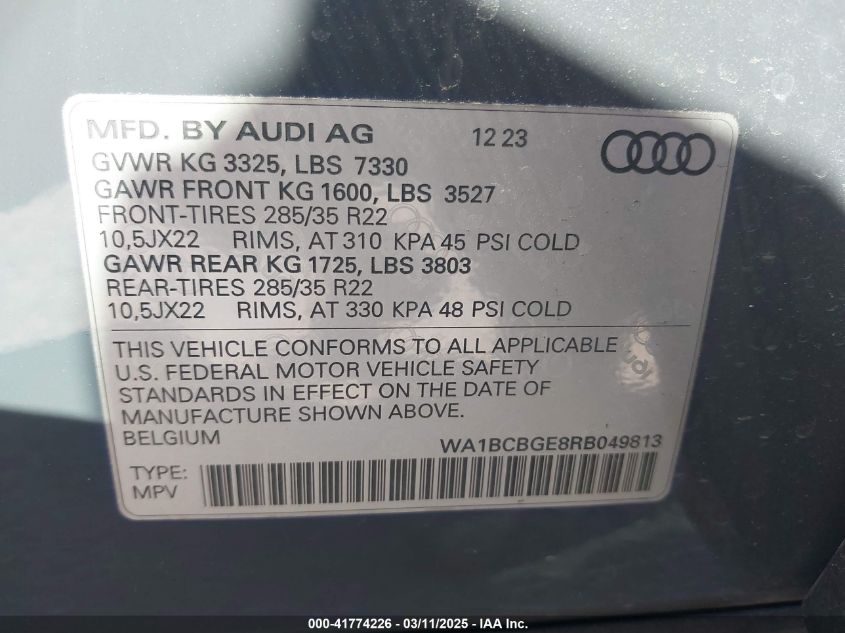 MFD. BY AUDI AG 12 23
GVWR KG 3325, LBS 7330
GAWR FRONT KG 1600, LBS 3527
FRONT-TIRES 285/35 R22
10,5JX22 RIMS, AT 310 KPA 45 PSI COLD
GAWR REAR KG 1725, LBS 3803
REAR-TIRES 285/35 R22
10,5JX22 RIMS, AT 330 KPA 48 PSI COLD
THIS VEHICLE CONFORMS TO ALL APPLICABLE
U.S. FEDERAL MOTOR VEHICLE SAFETY
STANDARDS IN EFFECT ON THE DATE OF
MANUFACTURE SHOWN ABOVE.
BELGIUM
WA1BCBGE8RB049813
TYPE:
MPV
000-41774226 - 03/11/2025 - IAA Inc.